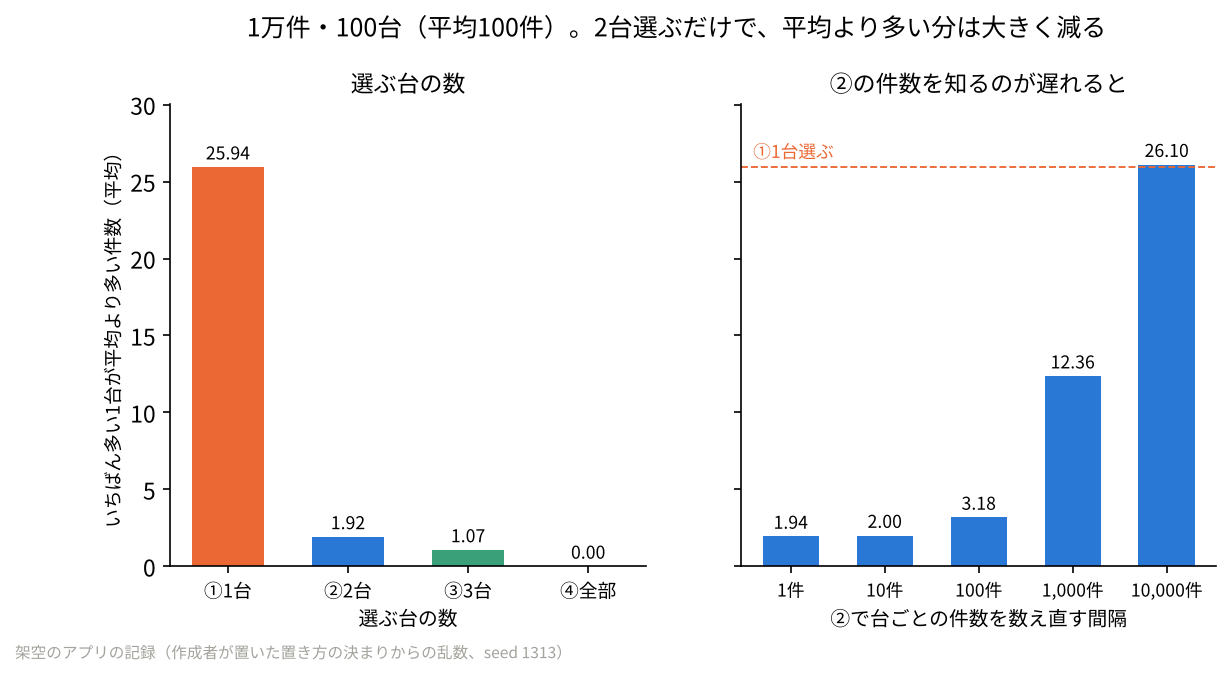 1万件・100台（平均100件）。2台選ぶだけで、平均より多い分は大きく減る
選ぶ台の数
いちばん多い1台が平均より多い件数（平均）
30
25
20
15
10
5
0
25.94
1.92
1.07
0.00
①1台
②2台
③3台
④全部
選ぶ台の数
②の件数を知るのが遅れると
①1台選ぶ
1.94
2.00
3.18
12.36
26.10
1件
10件
100件
1,000件
10,000件
②で台ごとの件数を数え直す間隔
架空のアプリの記録（作成者が置いた置き方の決まりからの乱数、seed 1313）